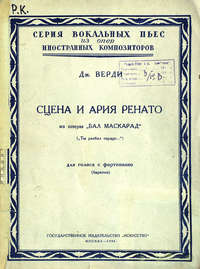 Р.К.
СЕРИЯ ВОКАЛЬНЫХ ПЬЕС
ИЗ ОПЕР
ИНОСТРАННЫХ КОМПОЗИТОРОВ
Дж. ВЕРДИ
СЦЕНА И АРИЯ РЕНАТО
из оперы „БАЛ МАСКАРАД“
для голоса с фортепиано
(баритон)
ГОСУДАРСТВЕННОЕ ИЗДАТЕЛЬСТВО „ИСКУССТВО“
МОСКВА